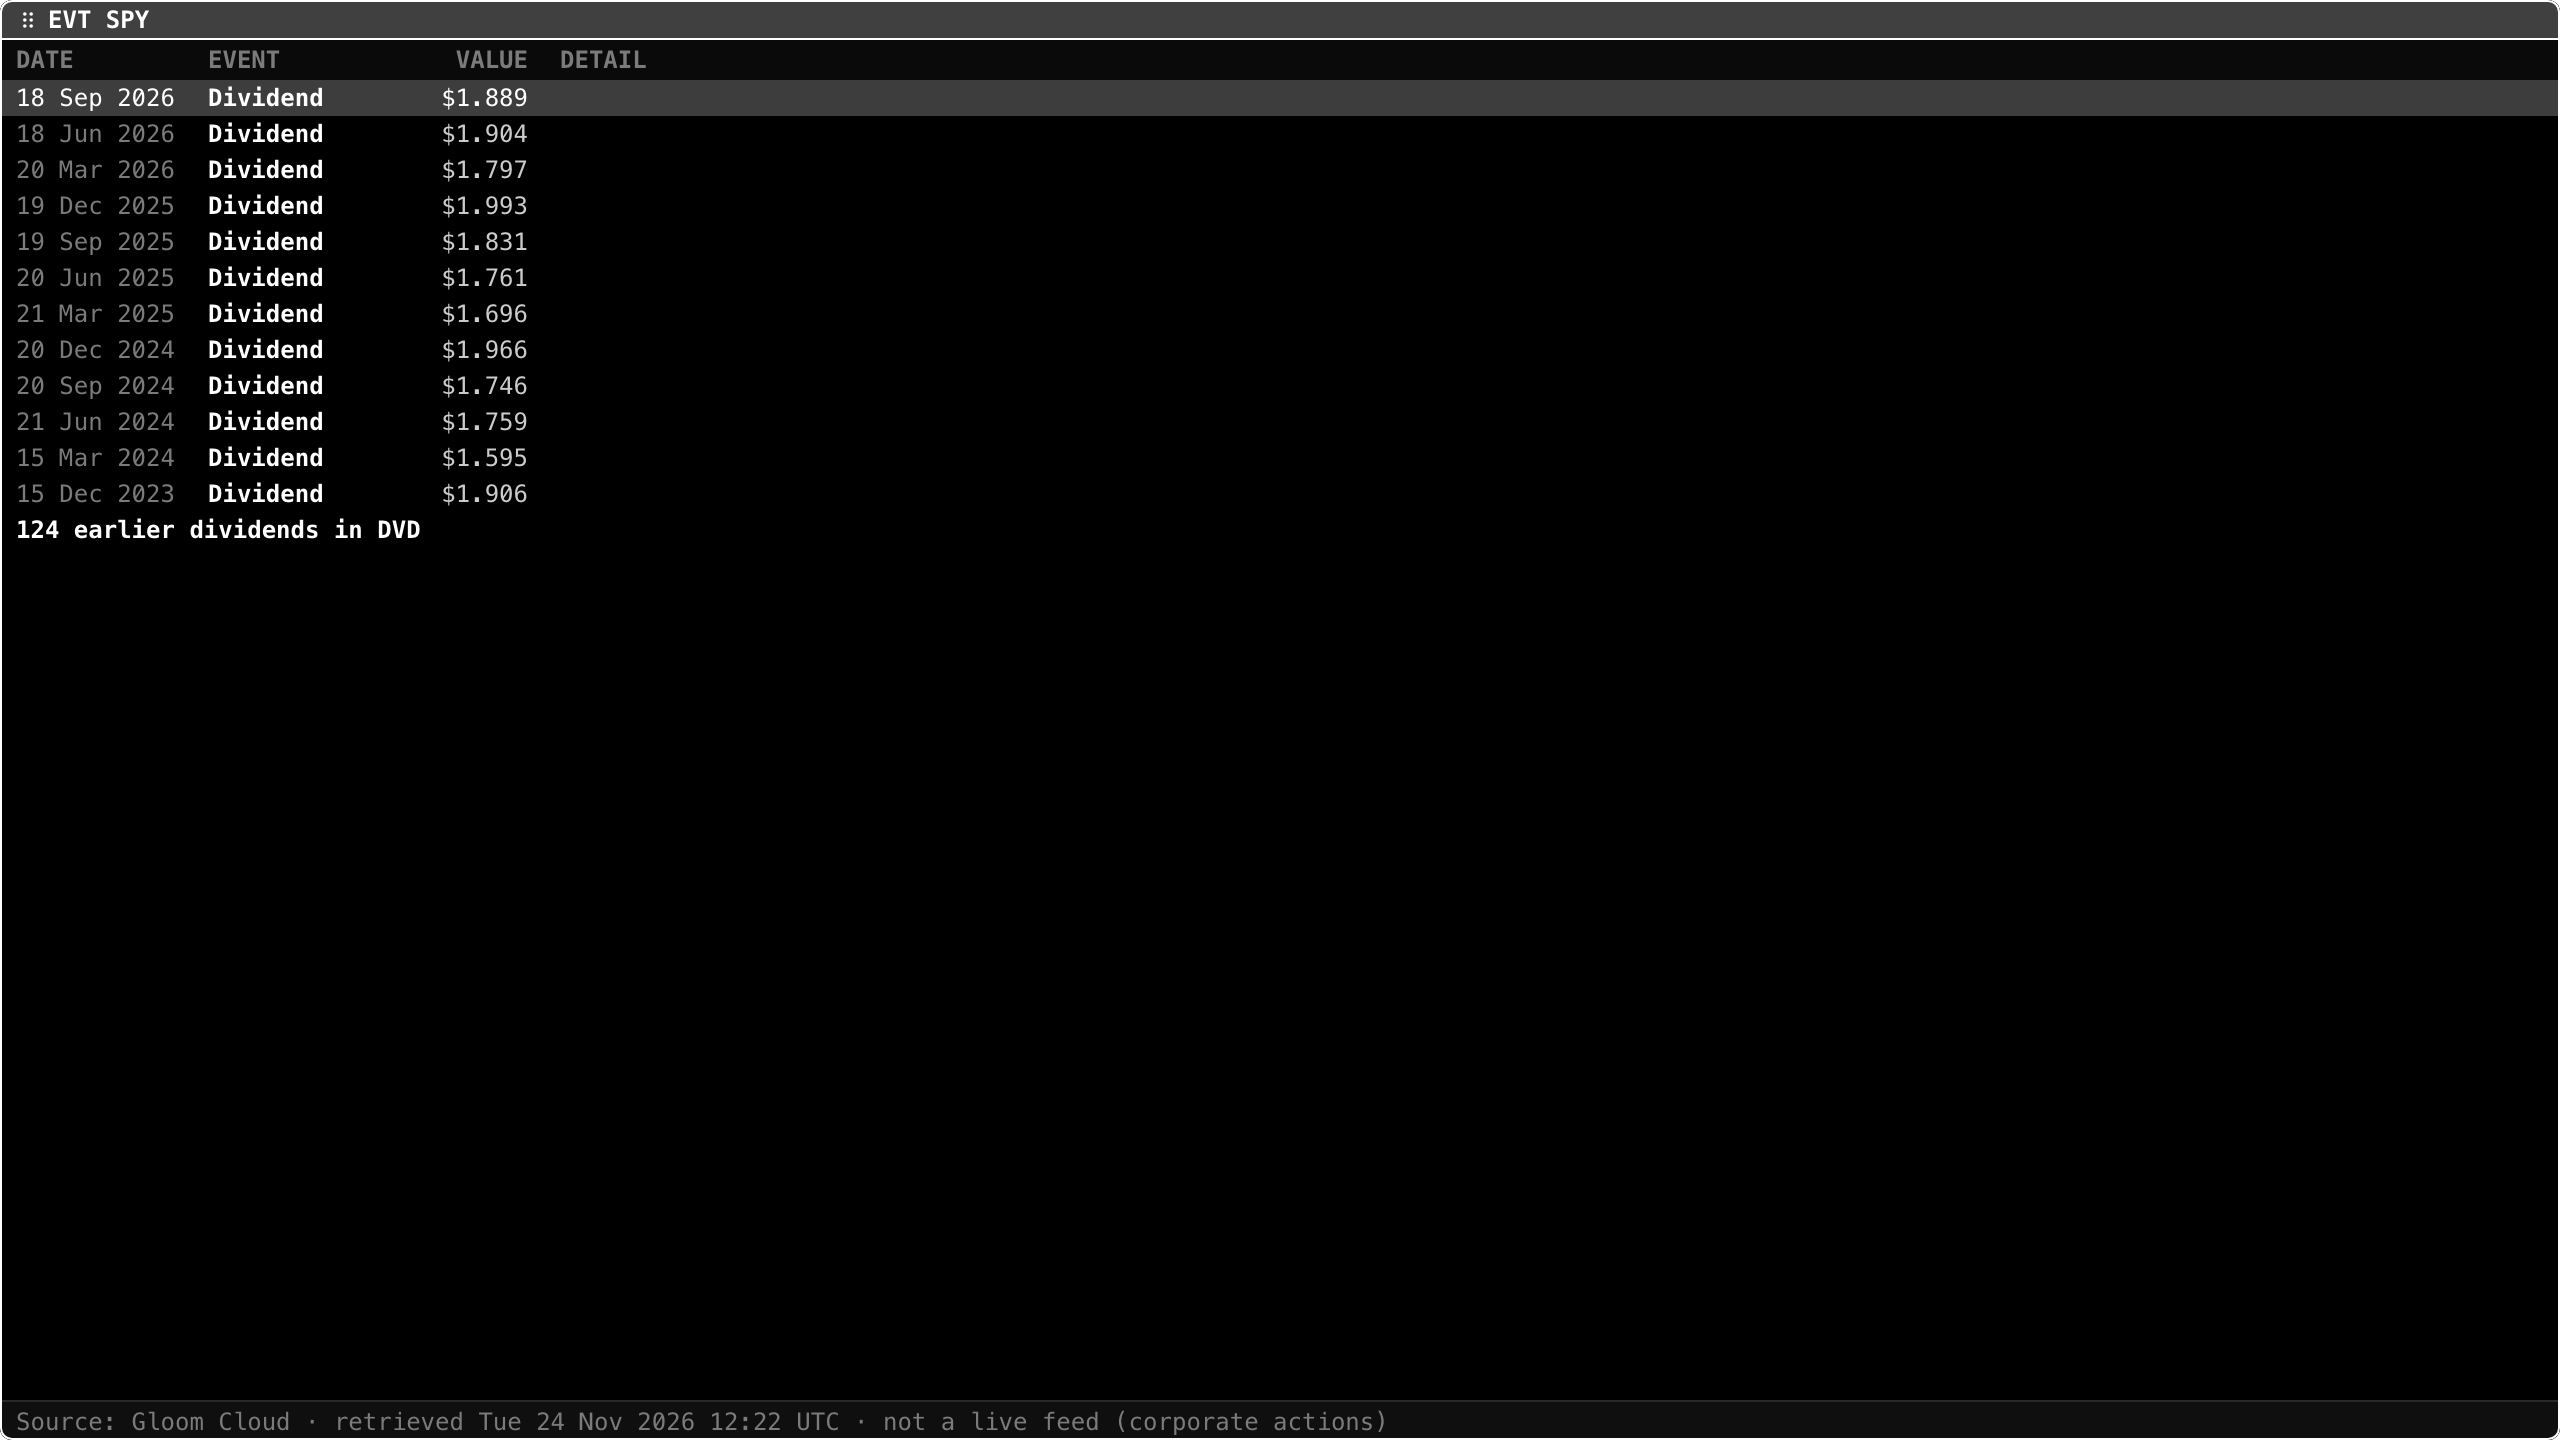 EVT SPY
DATE EVENT VALUE DETAIL
18 Sep 2026 Dividend $1.889
18 Jun 2026 Dividend $1.904
20 Mar 2026 Dividend $1.797
19 Dec 2025 Dividend $1.993
19 Sep 2025 Dividend $1.831
20 Jun 2025 Dividend $1.761
21 Mar 2025 Dividend $1.696
20 Dec 2024 Dividend $1.966
20 Sep 2024 Dividend $1.746
21 Jun 2024 Dividend $1.759
15 Mar 2024 Dividend $1.595
15 Dec 2023 Dividend $1.906
124 earlier dividends in DVD
Source: Gloom Cloud · retrieved Tue 24 Nov 2026 12:22 UTC · not a live feed (corporate actions)